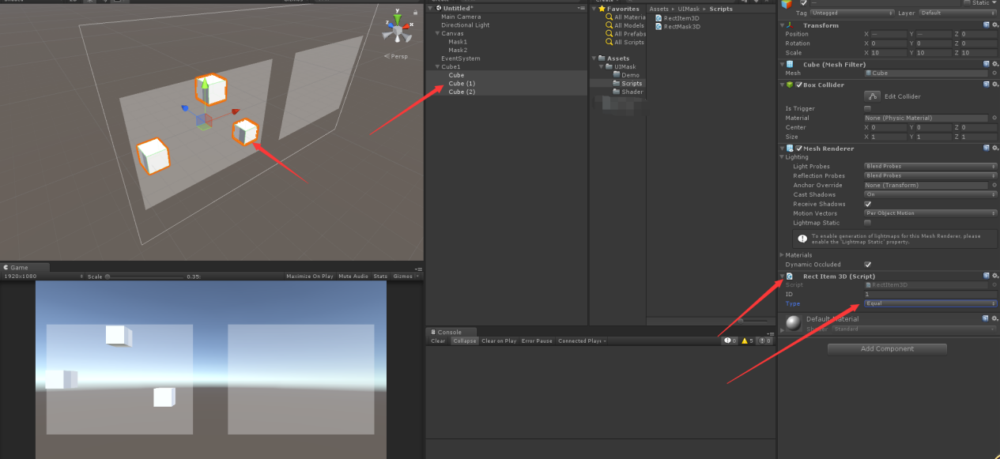 Static
Tag Untagged Layer Default
Transform
Position X — Y — Z 0
Rotation X 0 Y 0 Z 0
Scale X 10 Y 10 Z 10
Cube (Mesh Filter)
Mesh Cube
Box Collider
Edit Collider
Is Trigger
Material None (Physic Material)
Center X 0 Y 0 Z 0
Size X 1 Y 1 Z 1
Mesh Renderer
Lighting
Light Probes Blend Probes
Reflection Probes Blend Probes
Anchor Override None (Transform)
Cast Shadows On
Receive Shadows
Motion Vectors Per Object Motion
Lightmap Static
To enable generation of lightmaps for this Mesh Renderer, please
enable the 'Lightmap Static' property.
Materials
Dynamic Occluded
Rect Item 3D (Script)
Script RectItem3D
ID 1
Type Equal
Default Material
Shader Standard
Add Component
Untitled*
Main Camera
Directional Light
Canvas
Mask1
Mask2
EventSystem
Cube1
Cube
Cube (1)
Cube (2)
Favorites
All Materia
All Models
All Prefabs
All Scripts
Assets
UIMask
Demo
Scripts
Shader
Assets ▸ UIMask ▸ Scripts
RectItem3D
RectMask3D
y
x
z
Persp
Game
1920x1080 Scale 0.35: Maximize On Play Mute Audio Stats Gizmos
Console
Clear Collapse Clear on Play Error Pause Connected Playe 0 5 0